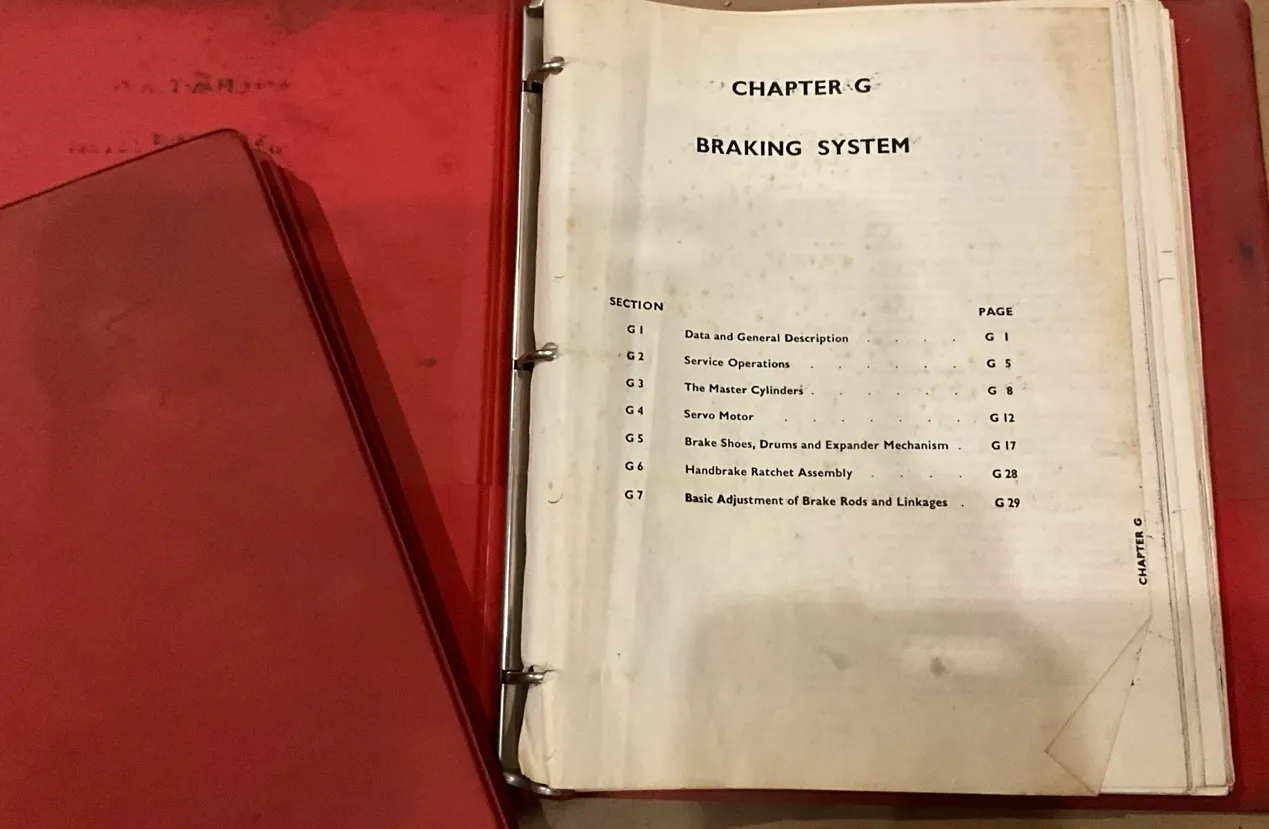 CHAPTER G
BRAKING SYSTEM
SECTION PAGE
G 1 Data and General Description . . . . G 1
G 2 Service Operations . . . . . . G 5
G 3 The Master Cylinders . . . . . . G 8
G 4 Servo Motor . . . . . . . G 12
G 5 Brake Shoes, Drums and Expander Mechanism . G 17
G 6 Handbrake Ratchet Assembly . . . . G 28
G 7 Basic Adjustment of Brake Rods and Linkages . G 29
CHAPTER G